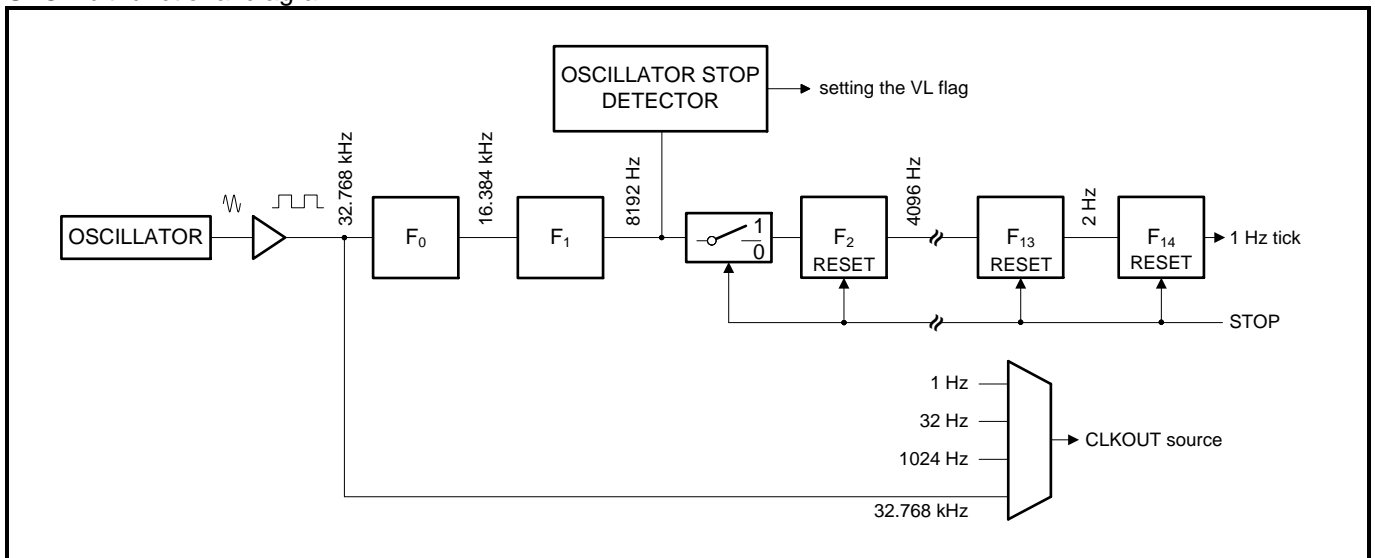 OSCILLATOR STOP
DETECTOR
setting the VL flag
32.768 kHz
16.384 kHz
8192 Hz
4096 Hz
2 Hz
OSCILLATOR
F0
F1
1
0
F2
RESET
F13
RESET
F14
RESET
1 Hz tick
STOP
1 Hz
32 Hz
1024 Hz
32.768 kHz
CLKOUT source